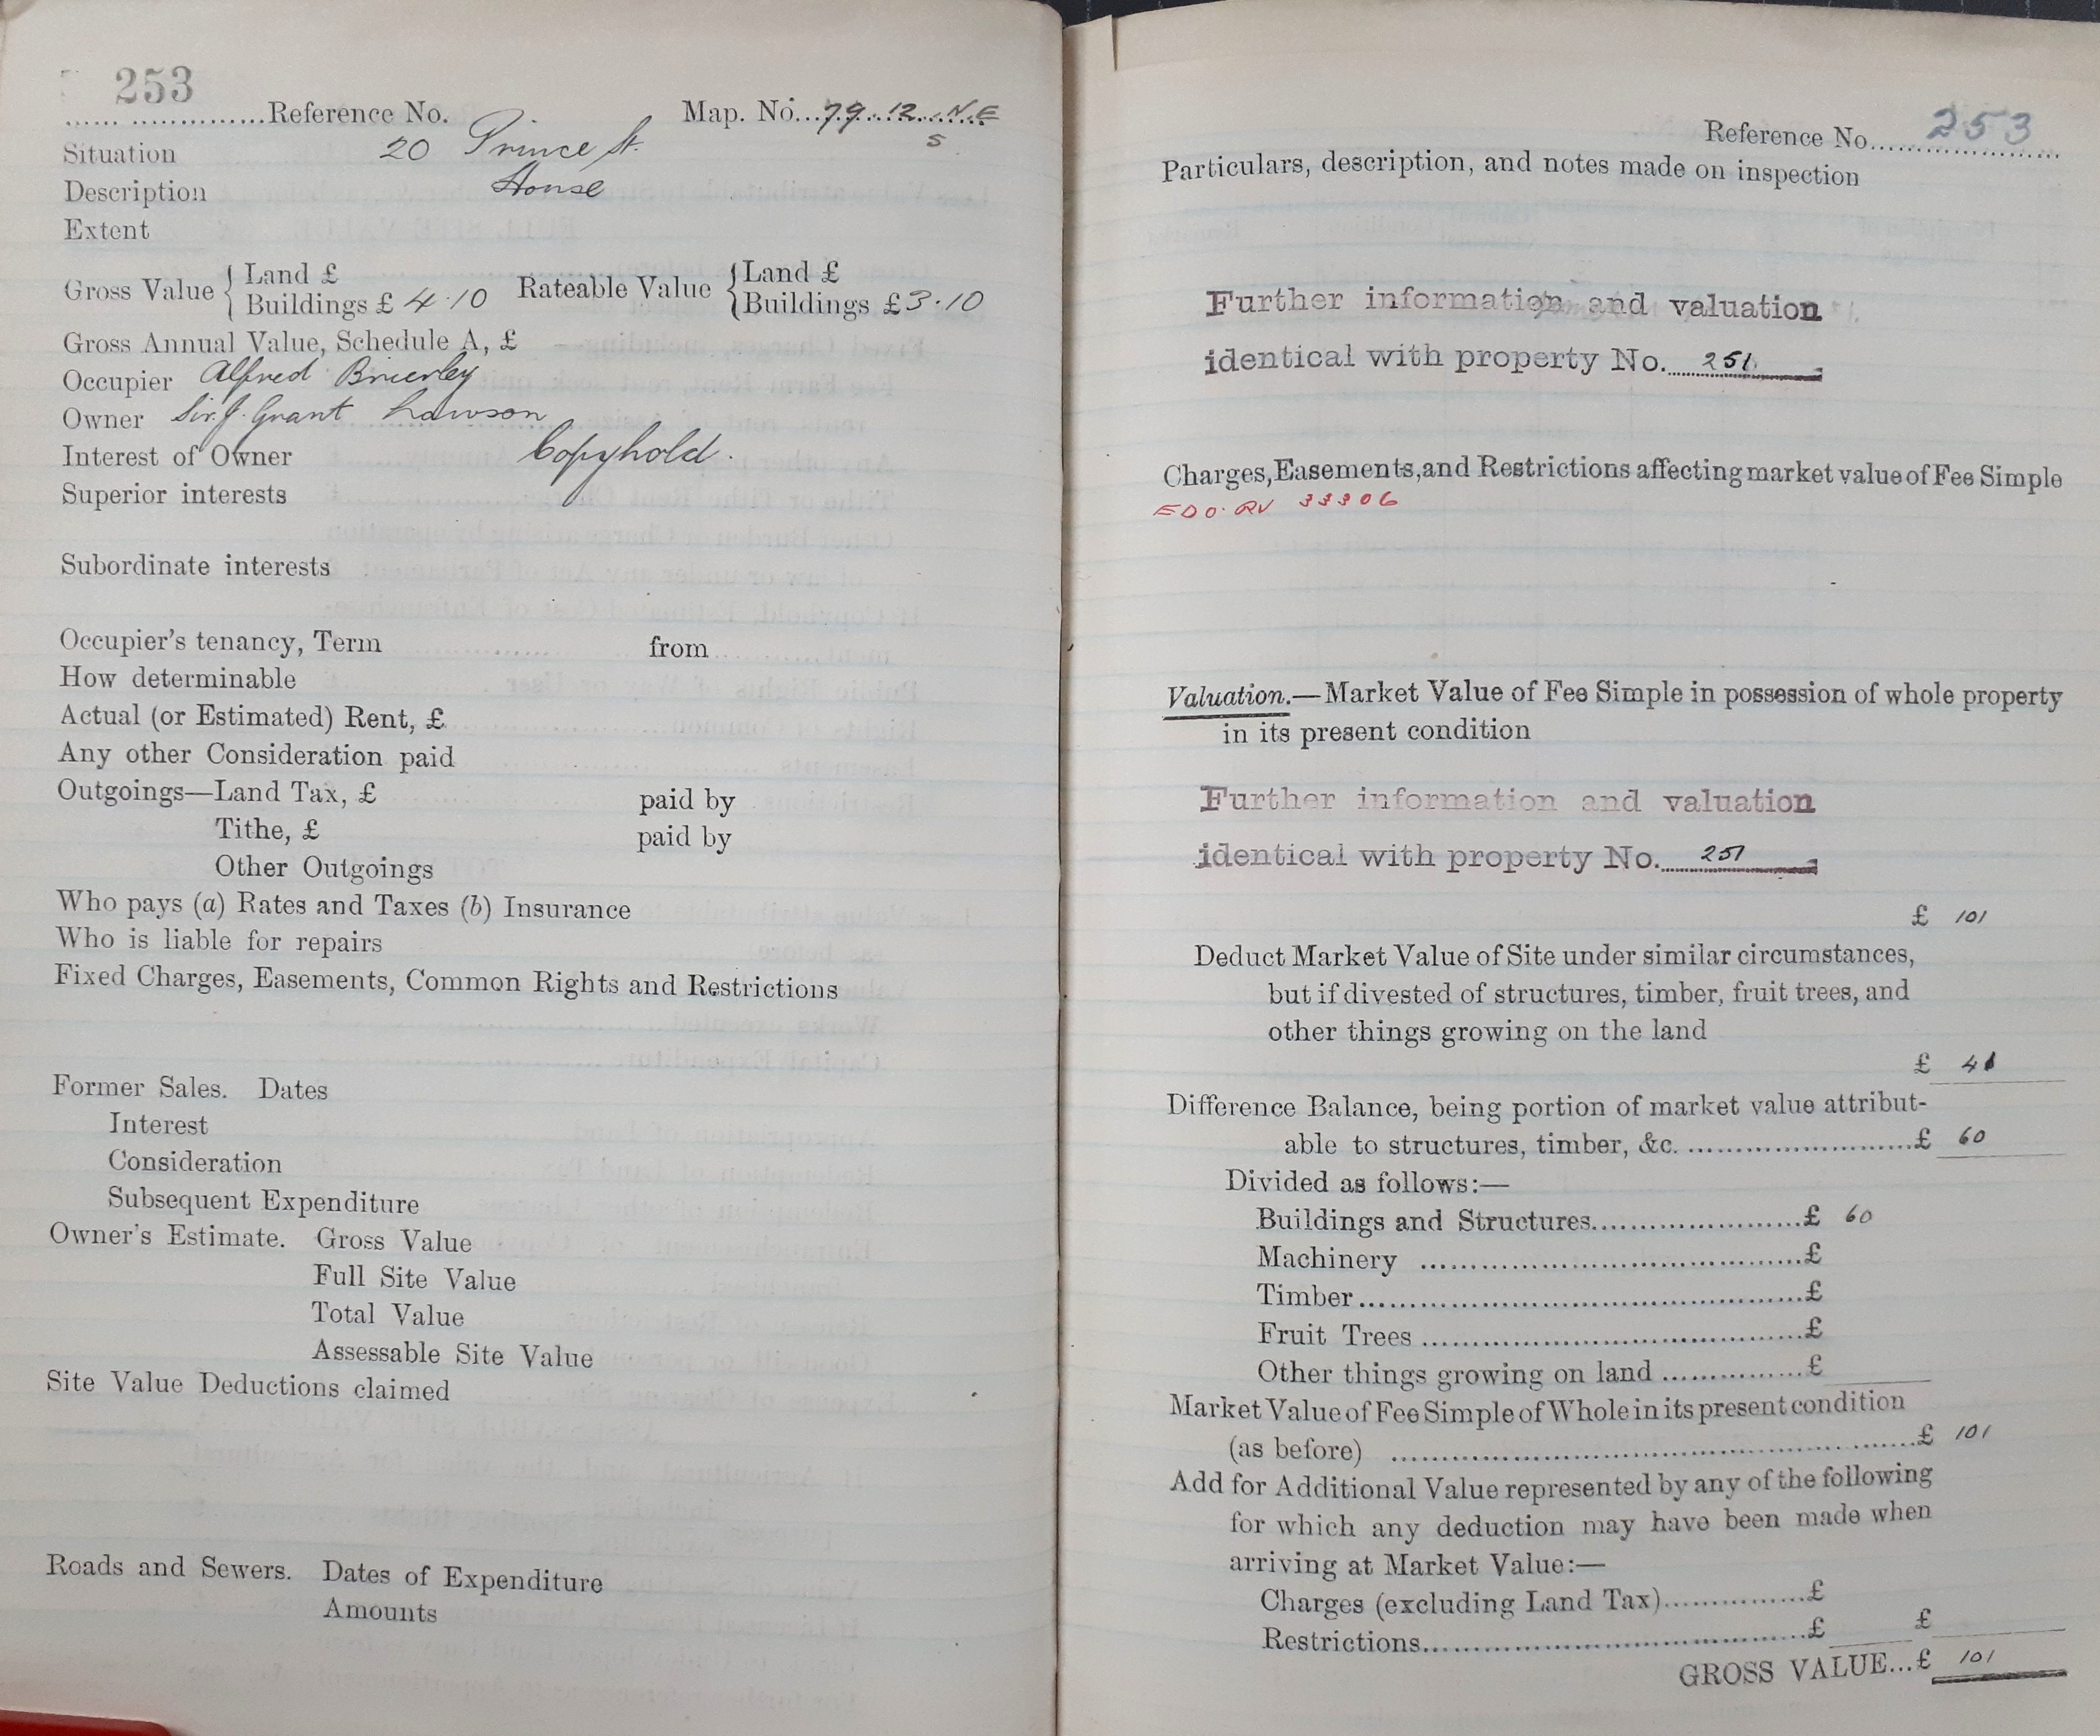 253
...... ...............Reference No. Map. No...79..12...N.E
S
Situation 20 Prince St.
Description House
Extent
Gross Value { Land £ Rateable Value { Land £
Buildings £ 4.10 Buildings £3.10
Gross Annual Value, Schedule A, £
Occupier Alfred Brierley
Owner Sir. J. Grant Lawson
Interest of Owner Copyhold.
Superior interests
Subordinate interests
Occupier's tenancy, Term from
How determinable
Actual (or Estimated) Rent, £
Any other Consideration paid
Outgoings—Land Tax, £ paid by
Tithe, £ paid by
Other Outgoings
Who pays (a) Rates and Taxes (b) Insurance
Who is liable for repairs
Fixed Charges, Easements, Common Rights and Restrictions
Former Sales. Dates
Interest
Consideration
Subsequent Expenditure
Owner's Estimate. Gross Value
Full Site Value
Total Value
Assessable Site Value
Site Value Deductions claimed
Roads and Sewers. Dates of Expenditure
Amounts
Reference No. 253
Particulars, description, and notes made on inspection
Further information and valuation
identical with property No. 251
Charges, Easements, and Restrictions affecting market value of Fee Simple
EDO. RV 33306
Valuation.—Market Value of Fee Simple in possession of whole property
in its present condition
Further information and valuation
identical with property No. 251
£ 101
Deduct Market Value of Site under similar circumstances,
but if divested of structures, timber, fruit trees, and
other things growing on the land
£ 41
Difference Balance, being portion of market value attribut-
able to structures, timber, &c. ........................£ 60
Divided as follows:—
Buildings and Structures........................£ 60
Machinery ............................................£
Timber...................................................£
Fruit Trees ............................................£
Other things growing on land ................£
Market Value of Fee Simple of Whole in its present condition
(as before) ............................................................£ 101
Add for Additional Value represented by any of the following
for which any deduction may have been made when
arriving at Market Value:—
Charges (excluding Land Tax)................£
Restrictions............................................£ £
GROSS VALUE...£ 101